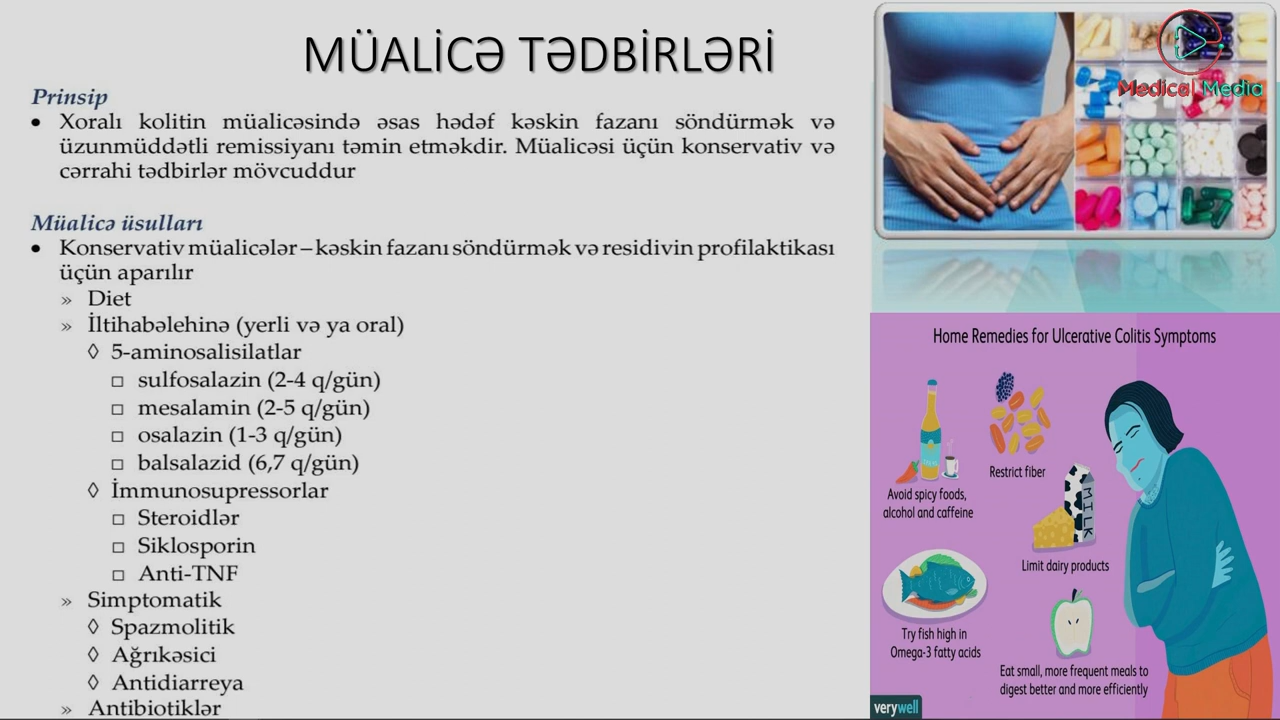 MÜALİCƏ TƏDBİRLƏRİ
Prinsip
• Xoralı kolitin müalicəsində əsas hədəf kəskin fazanı söndürmək və
üzunmüddətli remissiyanı təmin etməkdir. Müalicəsi üçün konservativ və
cərrahi tədbirlər mövcuddur
Müalicə üsulları
• Konservativ müalicələr – kəskin fazanı söndürmək və residivin profilaktikası
üçün aparılır
» Diet
» İltihabəlehinə (yerli və ya oral)
◊ 5-aminosalisilatlar
□ sulfosalazin (2-4 q/gün)
□ mesalamin (2-5 q/gün)
□ osalazin (1-3 q/gün)
□ balsalazid (6,7 q/gün)
◊ İmmunosupressorlar
□ Steroidlər
□ Siklosporin
□ Anti-TNF
» Simptomatik
◊ Spazmolitik
◊ Ağrıkəsici
◊ Antidiarreya
» Antibiotiklər
Medical Media
Home Remedies for Ulcerative Colitis Symptoms
Restrict fiber
Avoid spicy foods,
alcohol and caffeine
MILK
Limit dairy products
Try fish high in
Omega-3 fatty acids
Eat small, more frequent meals to
digest better and more efficiently
verywell